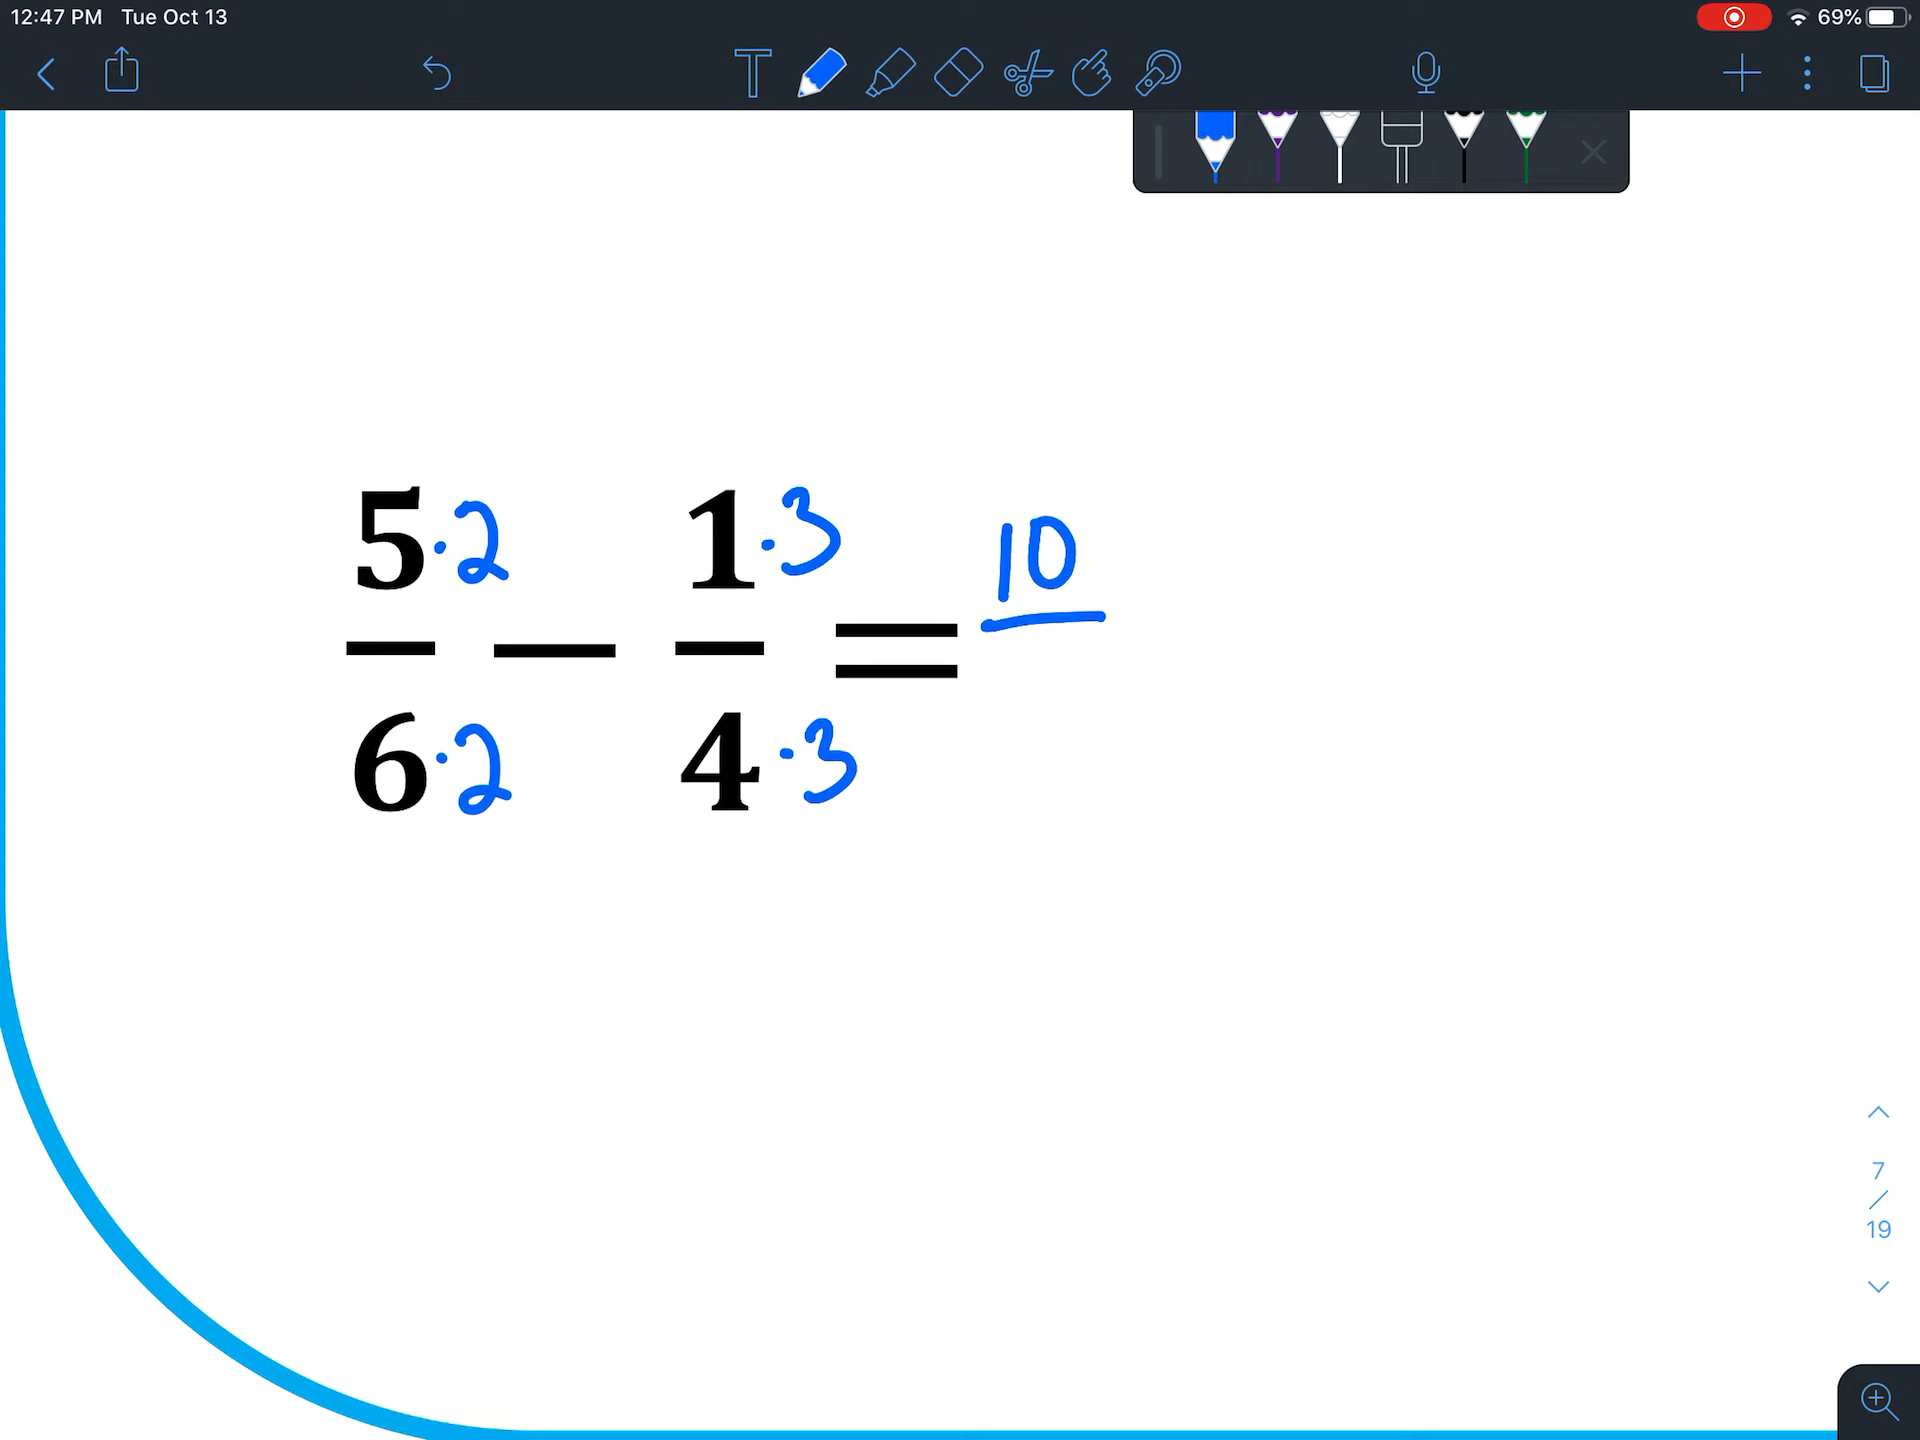 12:47 PM Tue Oct 13
69%
T
5·2 1·3 10
— — — = —
6·2 4·3
7
/
19